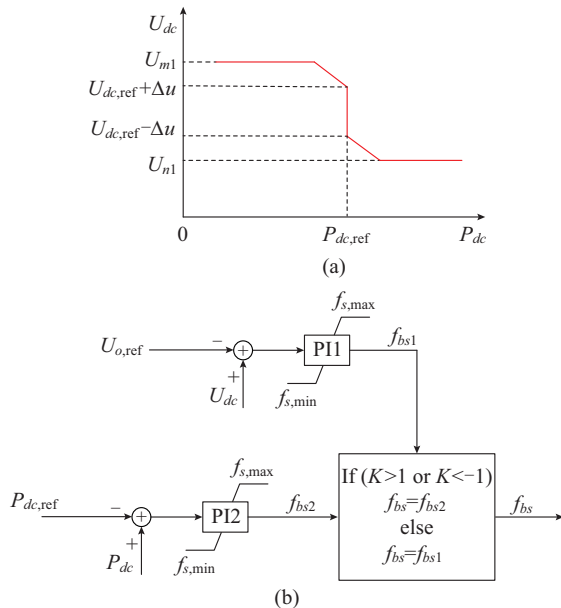 U_dc
U_m1
U_dc,ref+Δu
U_dc,ref−Δu
U_n1
0
P_dc,ref
P_dc
(a)
f_s,max
U_o,ref
−
+
PI1
f_bs1
+
U_dc
f_s,min
f_s,max
P_dc,ref
−
+
PI2
f_bs2
+
P_dc
f_s,min
If (K>1 or K<−1)
f_bs=f_bs2
else
f_bs=f_bs1
f_bs
(b)